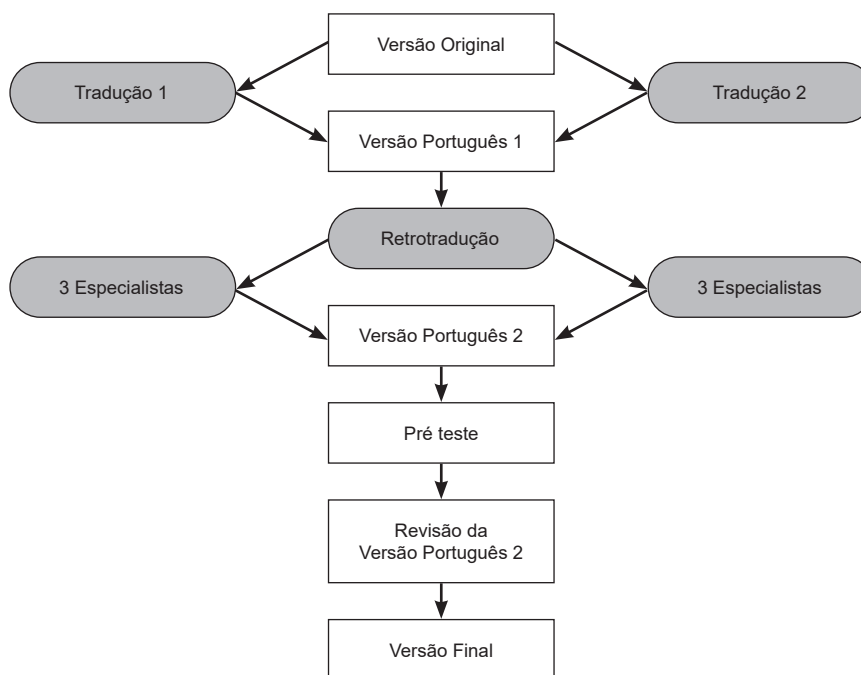 Versão Original
Tradução 1
Tradução 2
Versão Português 1
Retrotradução
3 Especialistas
3 Especialistas
Versão Português 2
Pré teste
Revisão da
Versão Português 2
Versão Final